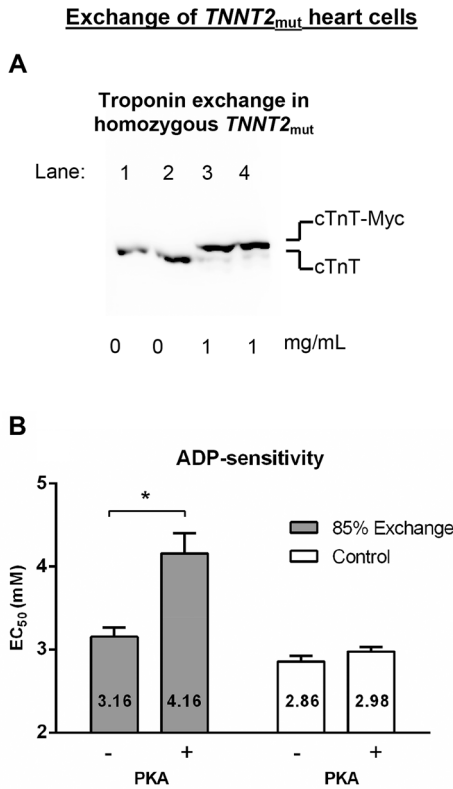 Exchange of TNNT2mut heart cells
A
Troponin exchange in
homozygous TNNT2mut
Lane: 1 2 3 4
cTnT-Myc
cTnT
0 0 1 1 mg/mL
B
ADP-sensitivity
5
4
3
2
EC50 (mM)
*
85% Exchange
Control
3.16 4.16 2.86 2.98
- + - +
PKA PKA